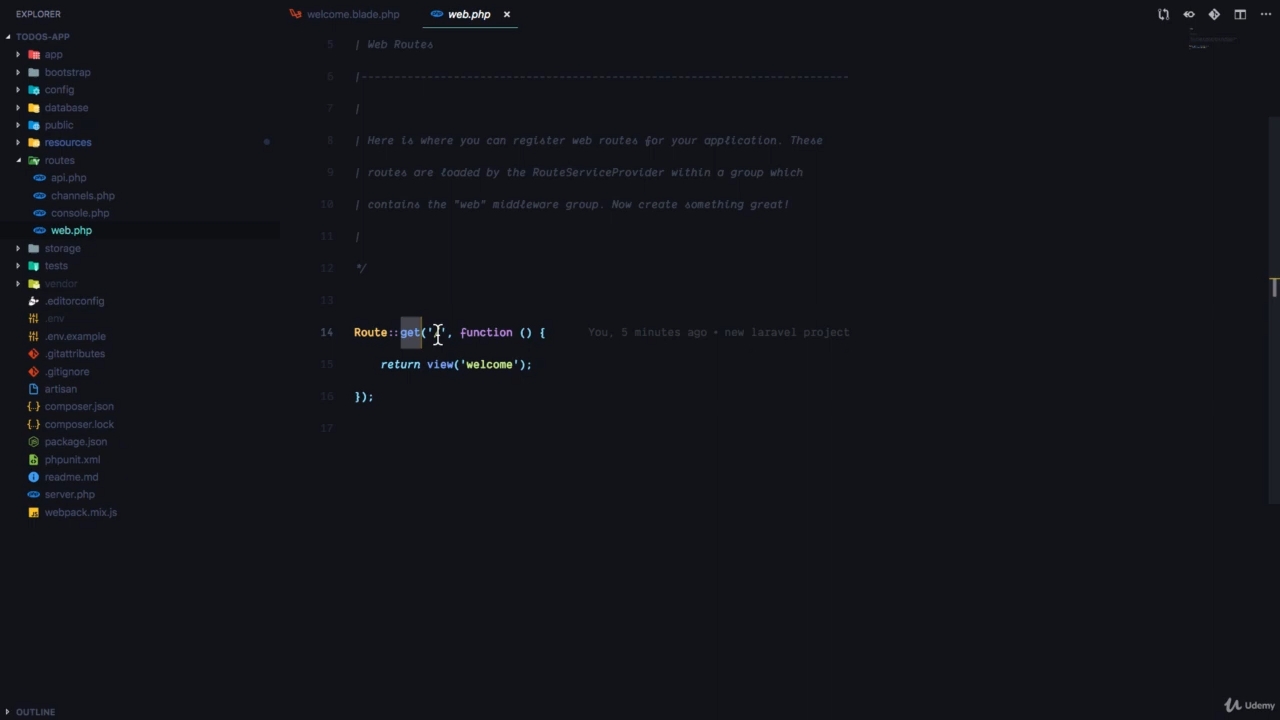 EXPLORER
welcome.blade.php
web.php ×
TODOS-APP
app
bootstrap
config
database
public
resources
routes
api.php
channels.php
console.php
web.php
storage
tests
vendor
.editorconfig
.env
.env.example
.gitattributes
.gitignore
artisan
composer.json
composer.lock
package.json
phpunit.xml
readme.md
server.php
webpack.mix.js
OUTLINE
5 | Web Routes
6 |--------------------------------------------------------------------------
7 |
8 | Here is where you can register web routes for your application. These
9 | routes are loaded by the RouteServiceProvider within a group which
10 | contains the "web" middleware group. Now create something great!
11 |
12 */
13
14 Route::get('/', function () { You, 5 minutes ago • new laravel project
15 return view('welcome');
16 });
17
Udemy